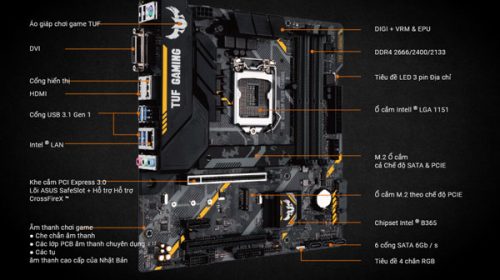 Áo giáp chơi game TUF
DVI
Cổng hiển thị
HDMI
Cổng USB 3.1 Gen 1
Intel ® LAN
Khe cắm PCI Express 3.0
Lõi ASUS SafeSlot + Hỗ trợ Hỗ trợ
CrossFireX ™
Âm thanh chơi game
● Che chắn âm thanh
● Các lớp PCB âm thanh chuyên dụng
● Các tụ
âm thanh cao cấp của Nhật Bản
TUF GAMING
DIGI + VRM & EPU
DDR4 2666/2400/2133
Tiêu đề LED 3 pin Địa chỉ
Ổ cắm Intell ® LGA 1151
M.2 Ổ cắm
cả Chế độ SATA & PCIE
Ổ cắm M.2 theo chế độ PCIE
Chipset Intel ® B365
6 cổng SATA 6Gb / s
Tiêu đề 4 chân RGB